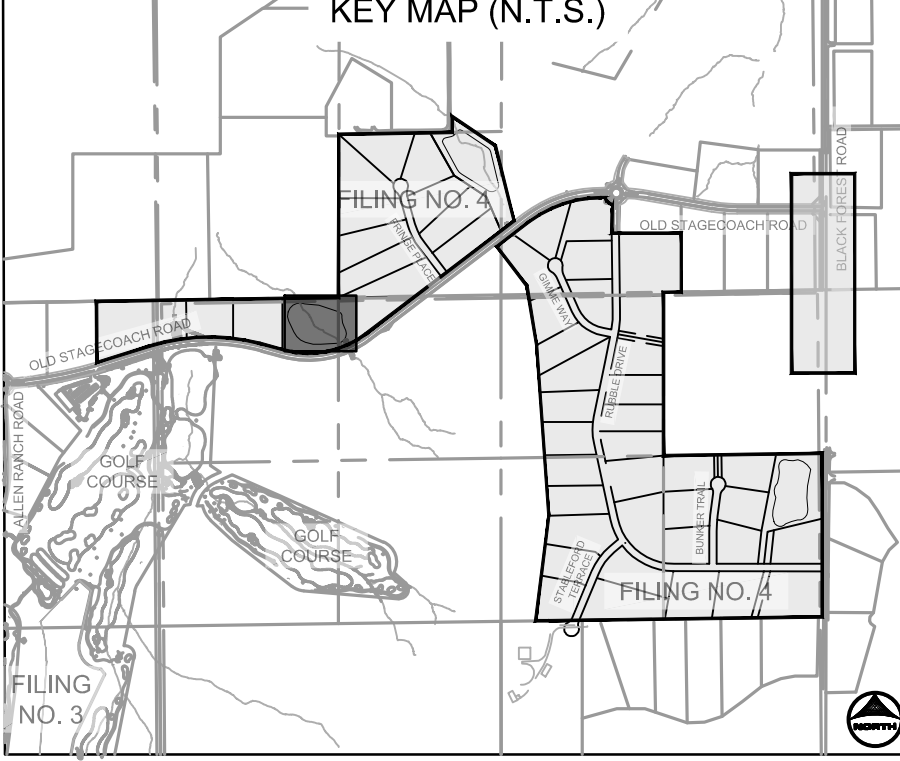 KEY MAP (N.T.S.)
BLACK FOREST ROAD
FILING NO. 4
OLD STAGECOACH ROAD
FRINGE PLACE
GIMME WAY
OLD STAGECOACH ROAD
RUBBLE DRIVE
ALLEN RANCH ROAD
GOLF
COURSE
GOLF
COURSE
BUNKER TRAIL
STABLEFORD
TERRACE
FILING NO. 4
FILING
NO. 3
NORTH